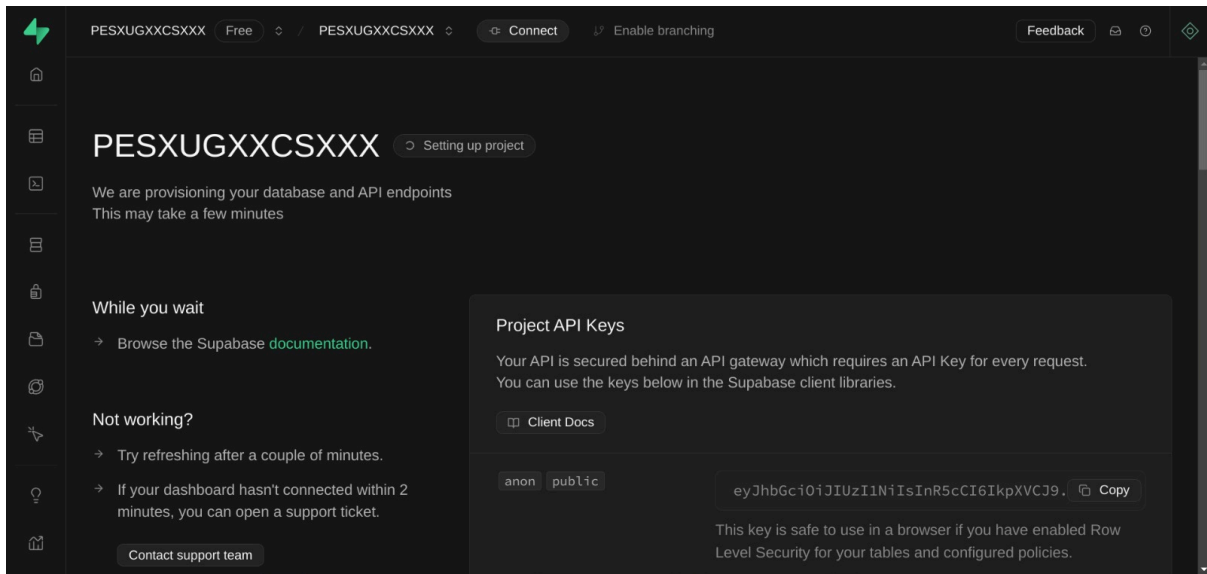 PESXUGXXCSXXX Free / PESXUGXXCSXXX Connect Enable branching Feedback
PESXUGXXCSXXX Setting up project
We are provisioning your database and API endpoints
This may take a few minutes
While you wait
→ Browse the Supabase documentation.
Not working?
→ Try refreshing after a couple of minutes.
→ If your dashboard hasn't connected within 2
minutes, you can open a support ticket.
Contact support team
Project API Keys
Your API is secured behind an API gateway which requires an API Key for every request.
You can use the keys below in the Supabase client libraries.
Client Docs
anon public
eyJhbGciOiJIUzI1NiIsInR5cCI6IkpXVCJ9. Copy
This key is safe to use in a browser if you have enabled Row
Level Security for your tables and configured policies.